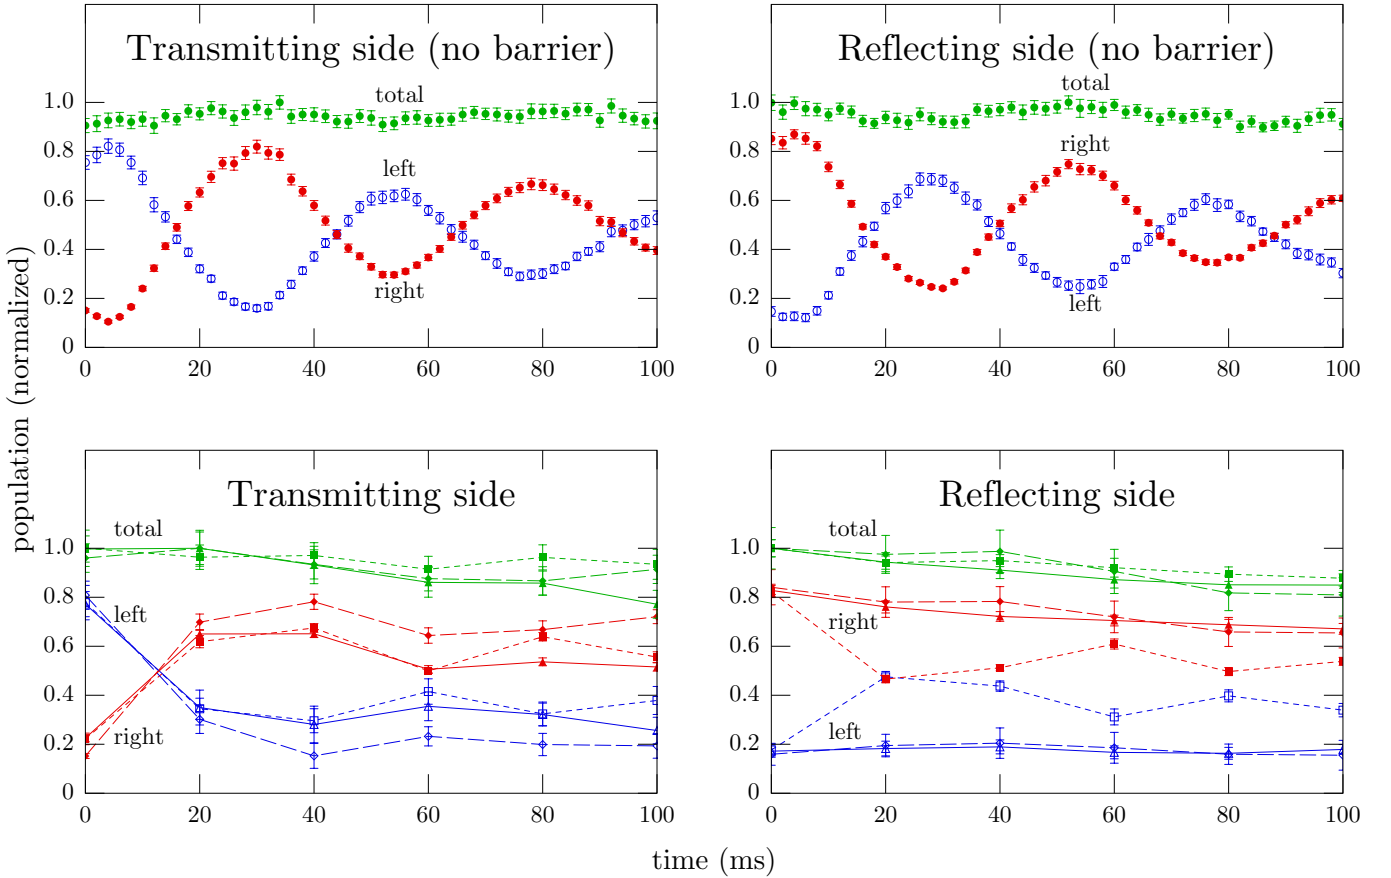 Transmitting side (no barrier)
total
left
right
1.0
0.8
0.6
0.4
0.2
0
0 20 40 60 80 100
Reflecting side (no barrier)
total
right
left
1.0
0.8
0.6
0.4
0.2
0
0 20 40 60 80 100
population (normalized)
Transmitting side
total
left
right
1.0
0.8
0.6
0.4
0.2
0
0 20 40 60 80 100
Reflecting side
total
right
left
1.0
0.8
0.6
0.4
0.2
0
0 20 40 60 80 100
time (ms)